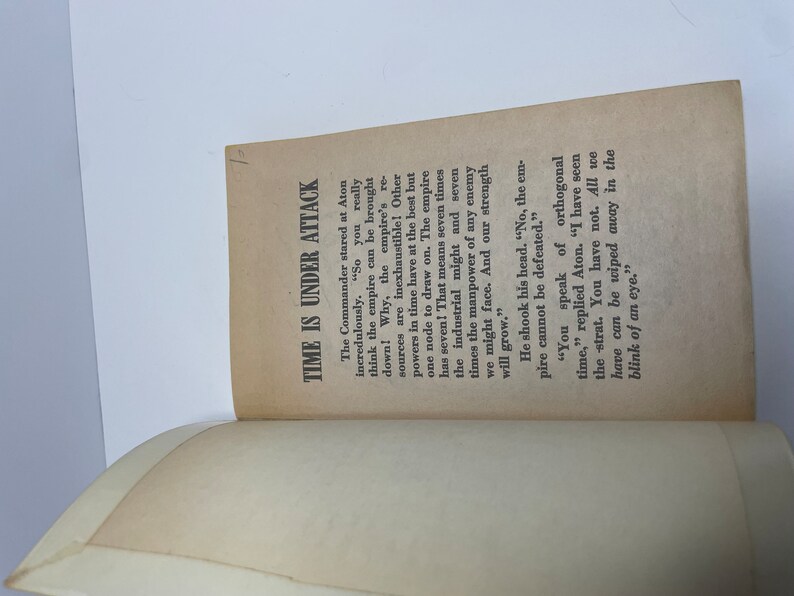 TIME IS UNDER ATTACK
The Commander stared at Aton
incredulously. "So you really
think the empire can be brought
down! Why, the empire's re-
sources are inexhaustible! Other
powers in time have at the best but
one node to draw on. The empire
has seven! That means seven times
the industrial might and seven
times the manpower of any enemy
we might face. And our strength
will grow."
He shook his head. "No, the em-
pire cannot be defeated."
"You speak of orthogonal
time," replied Aton. "I have seen
the strat. You have not. All we
have can be wiped away in the
blink of an eye."